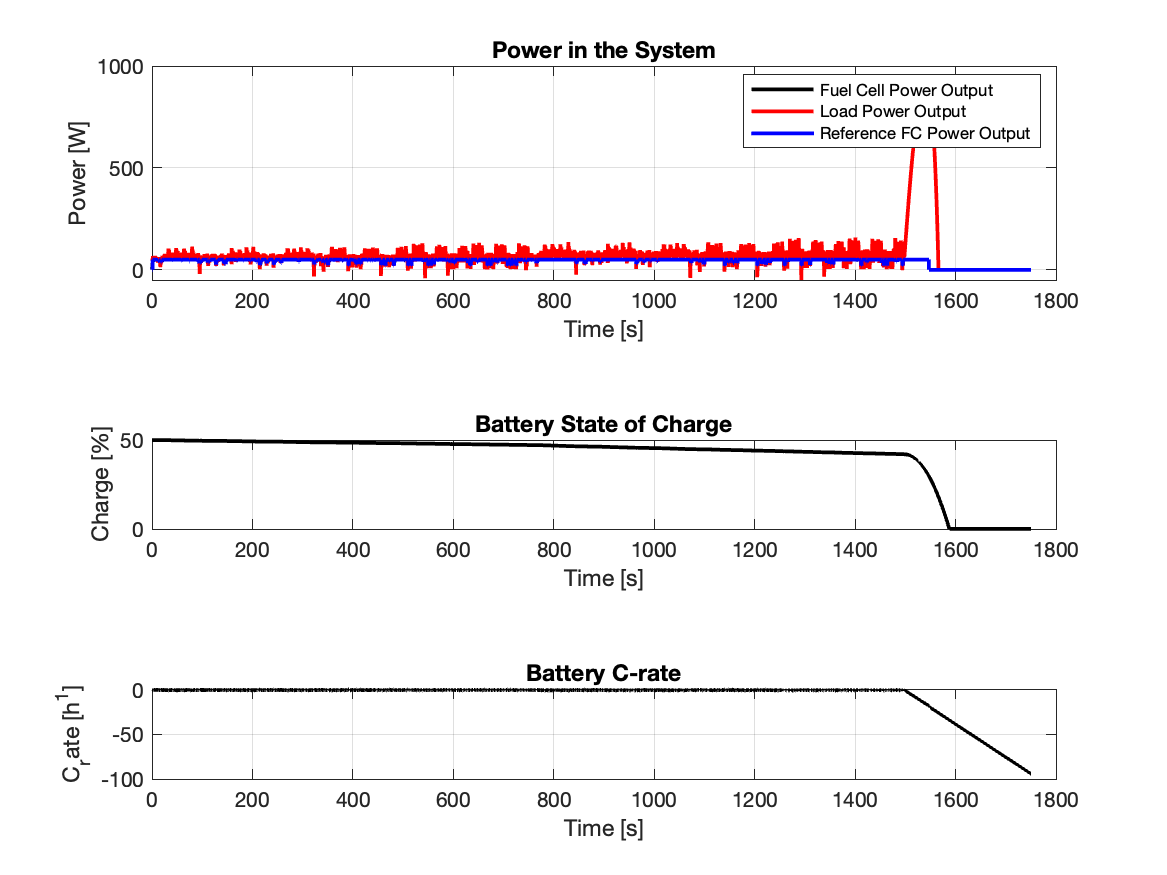 Power in the System
1000
500
0
Power [W]
Fuel Cell Power Output
Load Power Output
Reference FC Power Output
0 200 400 600 800 1000 1200 1400 1600 1800
Time [s]
Battery State of Charge
50
0
Charge [%]
0 200 400 600 800 1000 1200 1400 1600 1800
Time [s]
Battery C-rate
0
-50
-100
C_rate [h^1]
0 200 400 600 800 1000 1200 1400 1600 1800
Time [s]